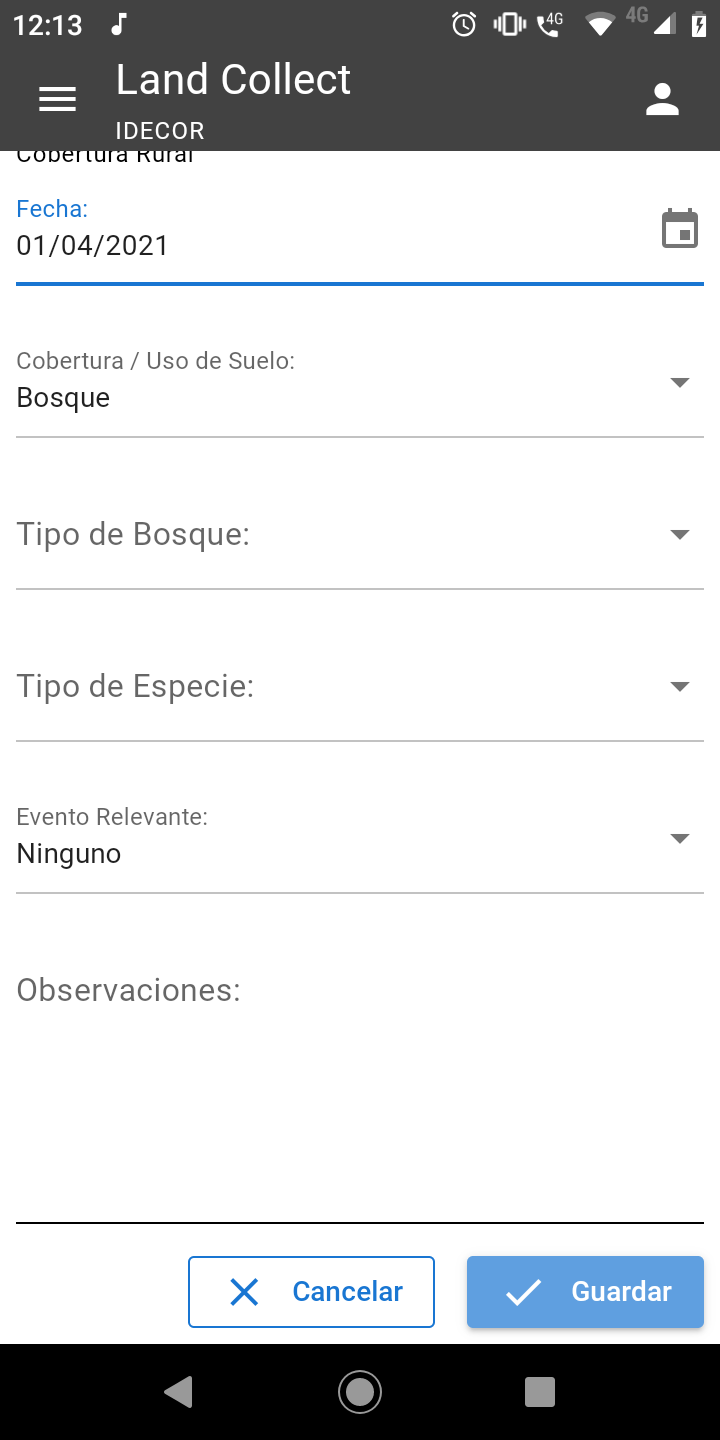 12:13
4G
4G
Land Collect
IDECOR
Cobertura Rural
Fecha:
01/04/2021
Cobertura / Uso de Suelo:
Bosque
Tipo de Bosque:
Tipo de Especie:
Evento Relevante:
Ninguno
Observaciones:
Cancelar
Guardar